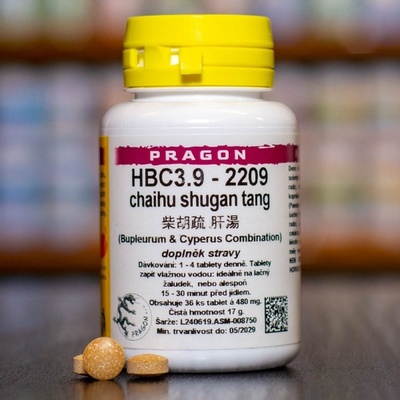 PRAGON
HBC3.9 - 2209
chaihu shugan tang
柴胡疏 肝湯
(Bupleurum & Cyperus Combination)
doplněk stravy
Dávkování: 1 - 4 tablety denně. Tablety
zapít vlažnou vodou: ideálně na lačný
žaludek, nebo alespoň
15 - 30 minut před jídlem.
Obsahuje 36 ks tablet à 480 mg.
Čistá hmotnost 17 g.
Šarže: L240619.ASM-008750
Min. trvanlivost do: 05/2029
PRAGON